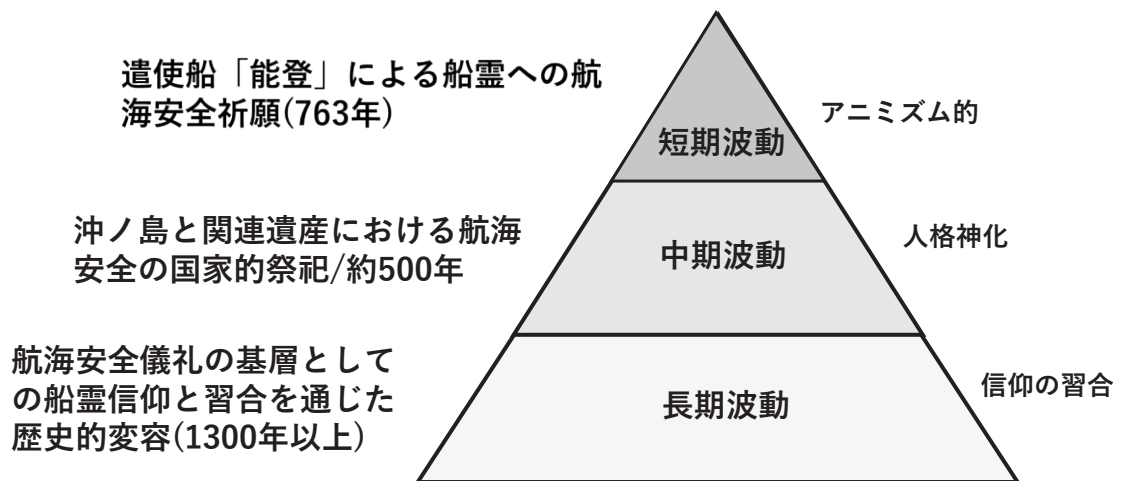 遣使船「能登」による船霊への航
海安全祈願(763年)
アニミズム的
短期波動
沖ノ島と関連遺産における航海
安全の国家的祭祀/約500年
人格神化
中期波動
航海安全儀礼の基層として
の船霊信仰と習合を通じた
歴史的変容(1300年以上)
信仰の習合
長期波動